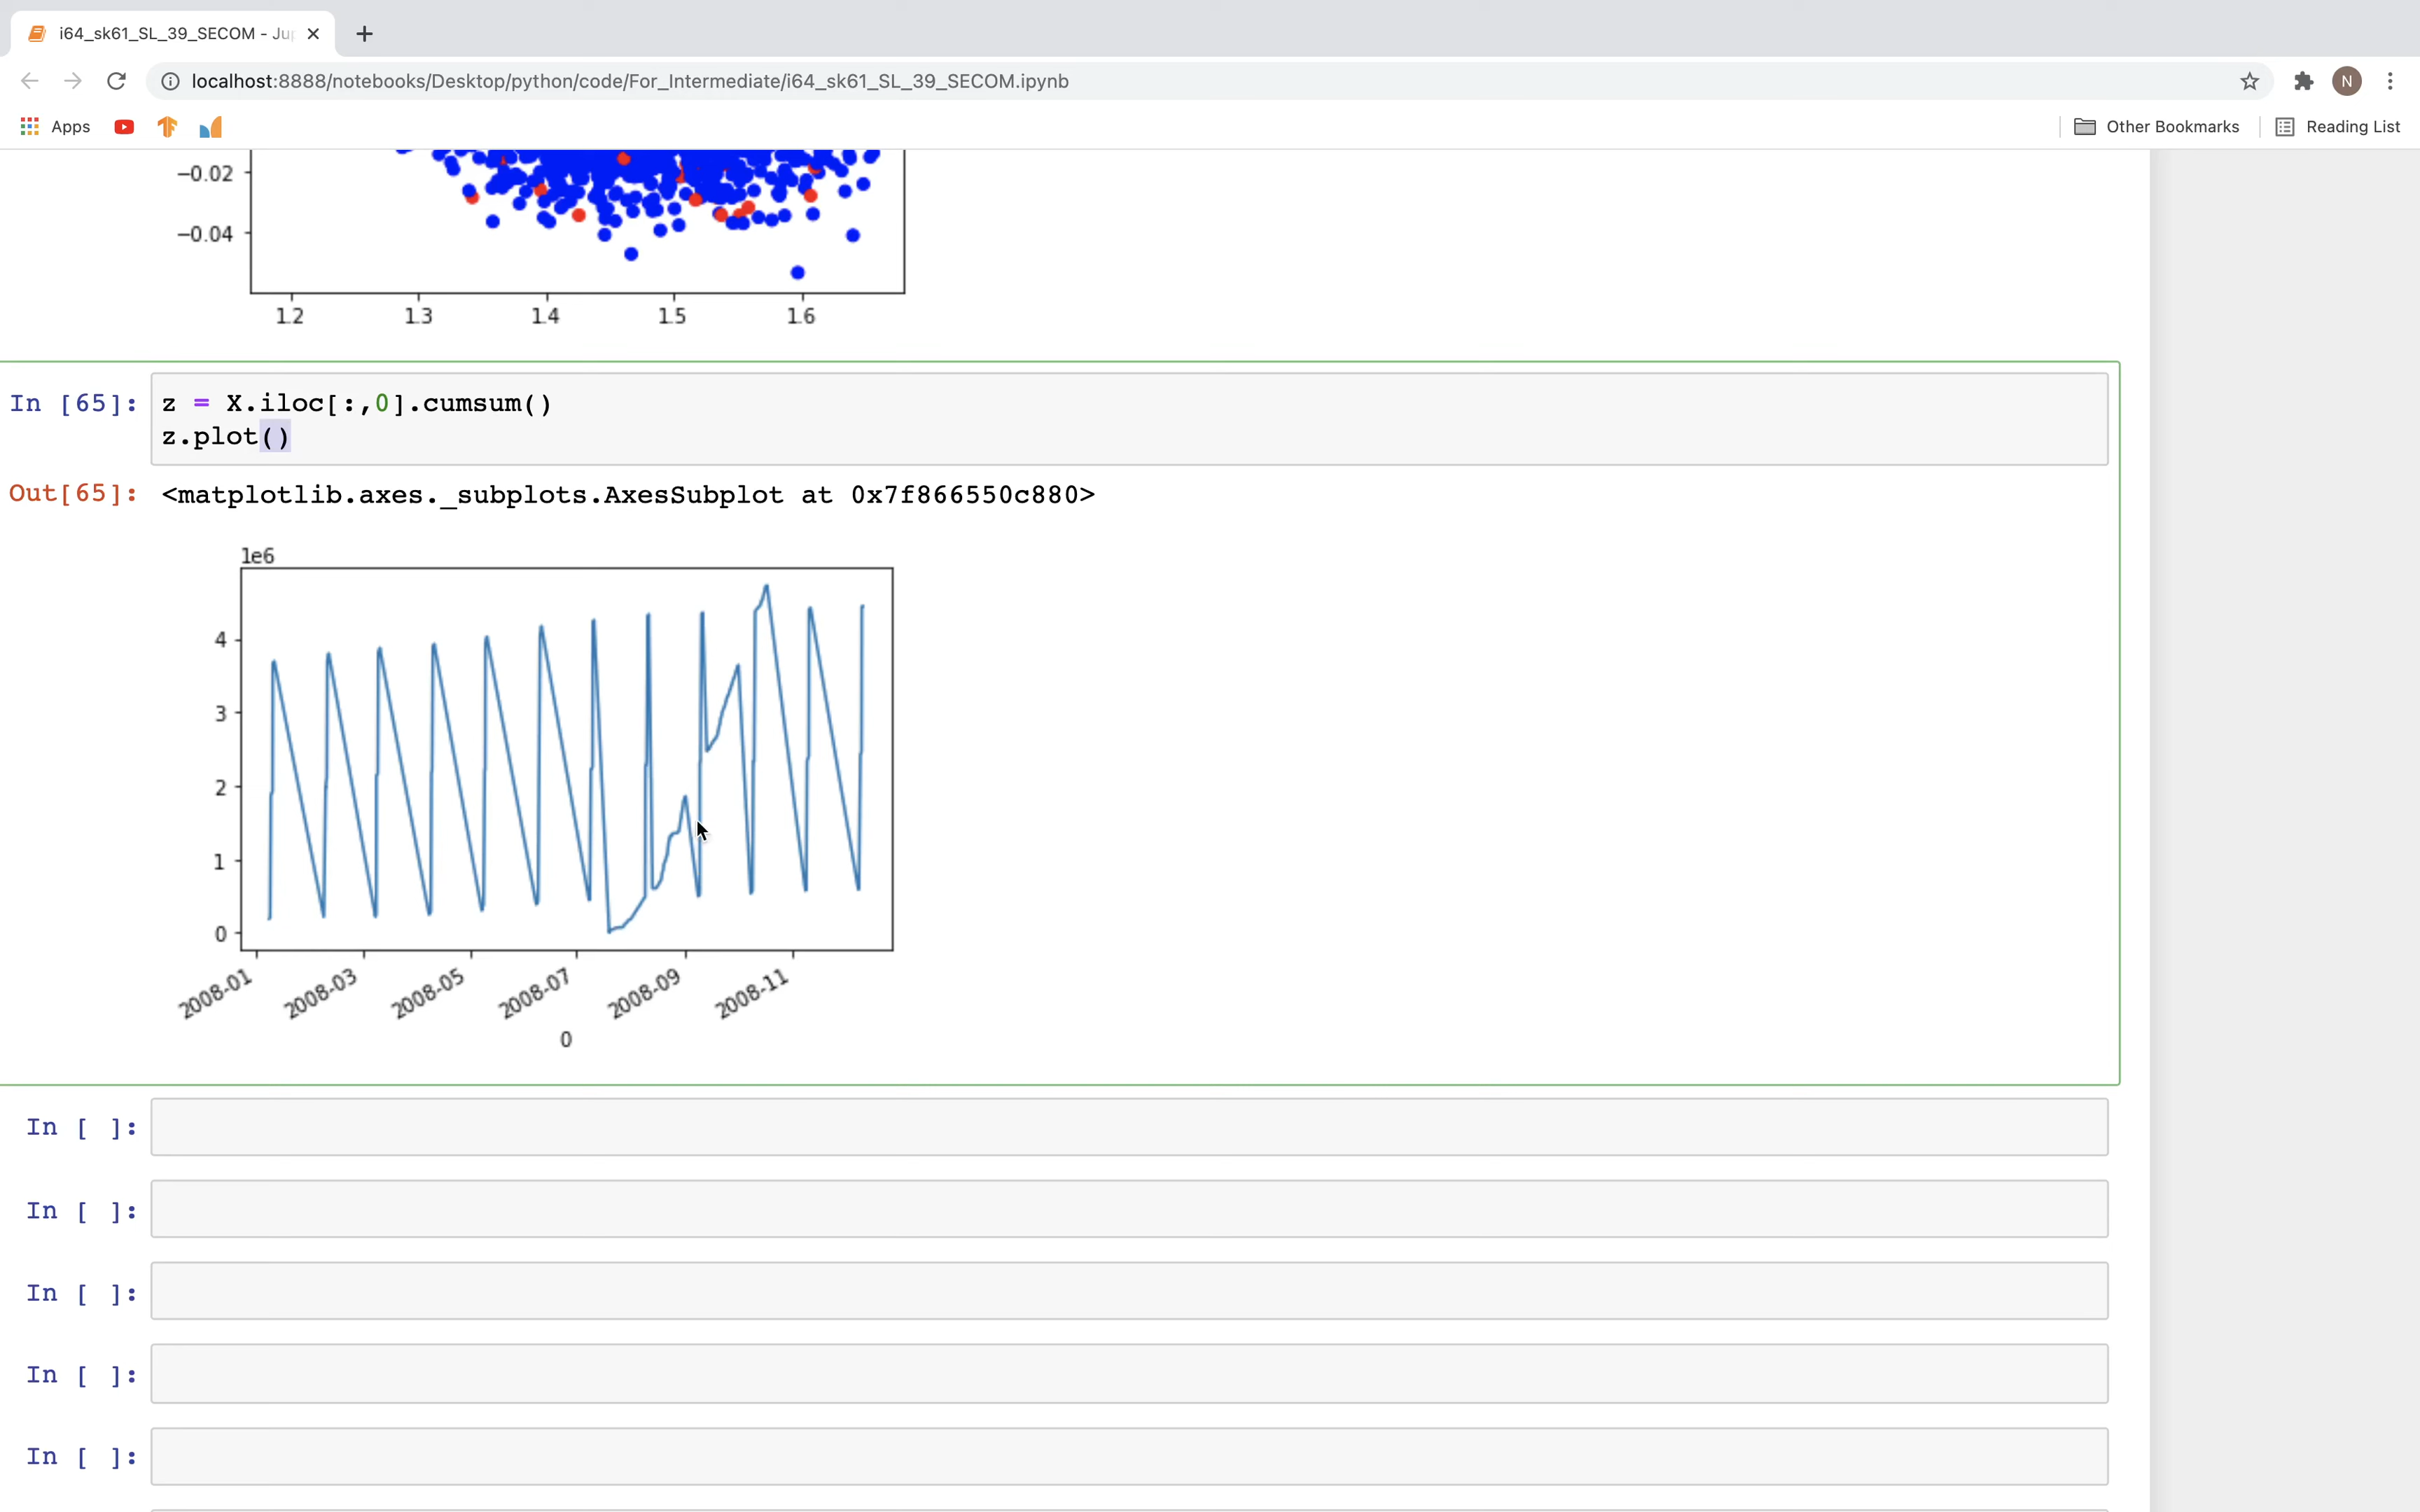 i64_sk61_SL_39_SECOM - Jup
localhost:8888/notebooks/Desktop/python/code/For_Intermediate/i64_sk61_SL_39_SECOM.ipynb
N
Apps
Other Bookmarks
Reading List
−0.02
−0.04
1.2 1.3 1.4 1.5 1.6
In [65]:
z = X.iloc[:,0].cumsum()
z.plot()
Out[65]: <matplotlib.axes._subplots.AxesSubplot at 0x7f866550c880>
1e6
4
3
2
1
0
2008-01 2008-03 2008-05 2008-07 2008-09 2008-11
0
In [ ]:
In [ ]:
In [ ]:
In [ ]:
In [ ]: